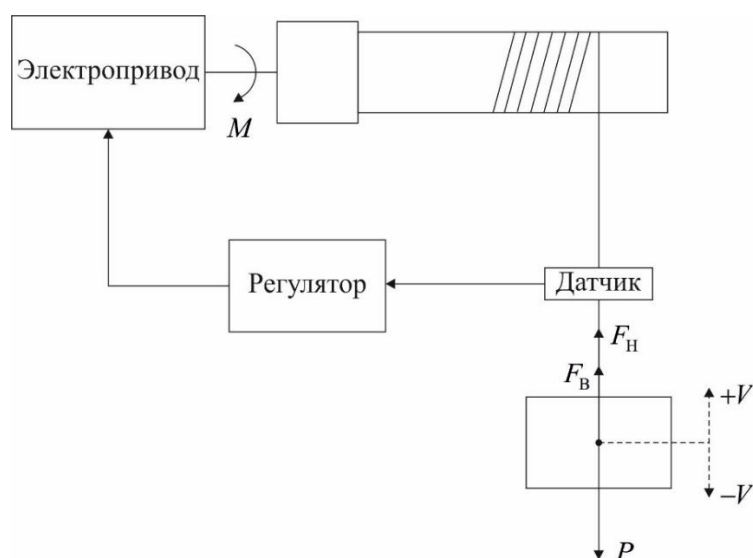 Электропривод
M
Регулятор
Датчик
Fн
Fв
+V
–V
P